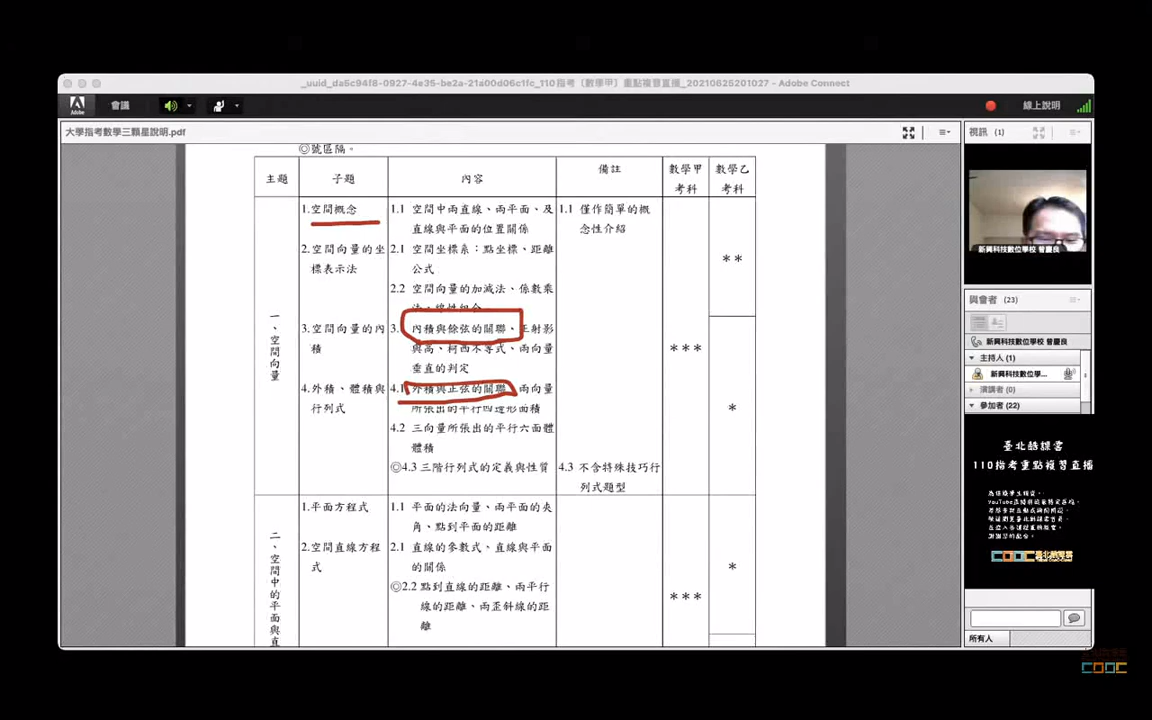 _uuid_da5c94f8-0927-4e35-be2a-21a00d06c1fc_110指考（數學甲）重點複習直播_20210625201027 - Adobe Connect
Adobe
會議
線上說明
大學指考數學三顆星說明.pdf
視訊 (1)
◎號區隔。
主題
子題
內容
備註
數學甲考科
數學乙考科
一、空間向量
1.空間概念
1.1 空間中兩直線、兩平面、及
直線與平面的位置關係
1.1 僅作簡單的概
念性介紹
2.空間向量的坐
標表示法
2.1 空間坐標系：點坐標、距離
公式
2.2 空間向量的加減法、係數乘
法、線性組合
＊＊
3.空間向量的內
積
3. 內積與餘弦的關聯、正射影
與高、柯西不等式、兩向量
垂直的判定
＊＊＊
4.外積、體積與
行列式
4.1 外積與正弦的關聯、兩向量
所張出的平行四邊形面積
4.2 三向量所張出的平行六面體
體積
◎4.3 三階行列式的定義與性質
4.3 不含特殊技巧行
列式題型
＊
二、空間中的平面與直
1.平面方程式
1.1 平面的法向量、兩平面的夾
角、點到平面的距離
2.空間直線方程
式
2.1 直線的參數式、直線與平面
的關係
◎2.2 點到直線的距離、兩平行
線的距離、兩歪斜線的距
離
＊＊＊
＊
新興科技數位學校 曾慶良
與會者 (23)
新興科技數位學校 曾慶良
主持人 (1)
新興科技數位學...
演講者 (0)
參加者 (22)
臺北酷課雲
110指考重點複習直播
COOC臺北酷課雲
所有人
COOC